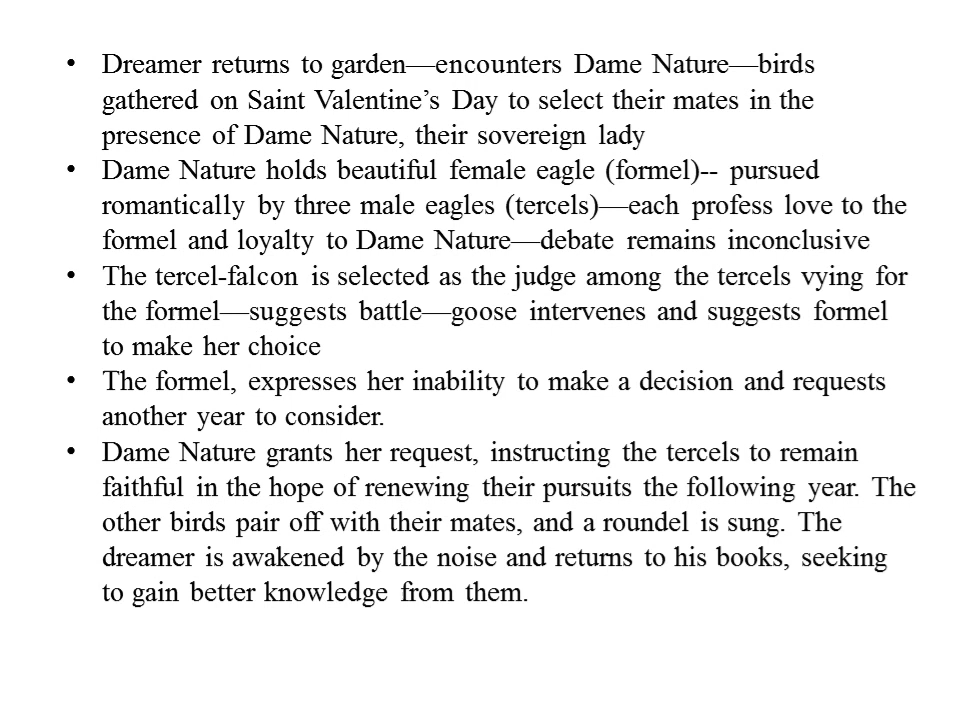 • Dreamer returns to garden—encounters Dame Nature—birds
gathered on Saint Valentine’s Day to select their mates in the
presence of Dame Nature, their sovereign lady
• Dame Nature holds beautiful female eagle (formel)-- pursued
romantically by three male eagles (tercels)—each profess love to the
formel and loyalty to Dame Nature—debate remains inconclusive
• The tercel-falcon is selected as the judge among the tercels vying for
the formel—suggests battle—goose intervenes and suggests formel
to make her choice
• The formel, expresses her inability to make a decision and requests
another year to consider.
• Dame Nature grants her request, instructing the tercels to remain
faithful in the hope of renewing their pursuits the following year. The
other birds pair off with their mates, and a roundel is sung. The
dreamer is awakened by the noise and returns to his books, seeking
to gain better knowledge from them.